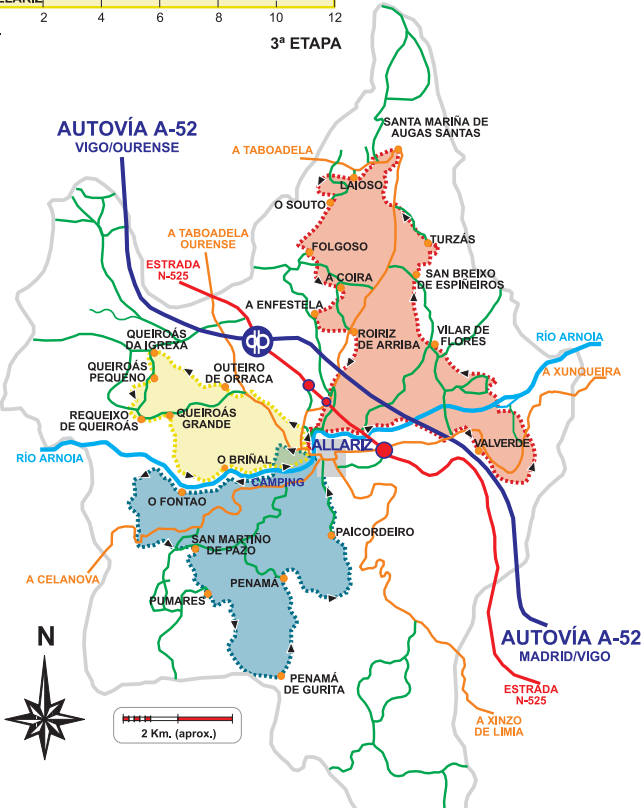 2
4
6
8
10
12
3ª ETAPA
SANTA MARIÑA DE
AUGAS SANTAS
AUTOVÍA A-52
VIGO/OURENSE
A TABOADELA
LAIOSO
O SOUTO
A TABOADELA
OURENSE
TURZÁS
FOLGOSO
ESTRADA
N-525
A COIRA
SAN BREIXO
DE ESPIÑEIROS
A ENFESTELA
QUEIROÁS
DA IGREXA
ROIRIZ
DE ARRIBA
VILAR DE
FLORES
RÍO ARNOIA
QUEIROÁS
PEQUENO
OUTEIRO
DE ORRACA
A XUNQUEIRA
REQUEIXO
DE QUEIROÁS
QUEIROÁS
GRANDE
ALLARIZ
VALVERDE
RÍO ARNOIA
O BRIÑAL
CÁMPING
O FONTAO
PAICORDEIRO
SAN MARTIÑO
DE PAZO
A CELANOVA
PENAMÁ
PUMARES
AUTOVÍA A-52
MADRID/VIGO
N
PENAMÁ
DE GURITA
ESTRADA
N-525
A XINZO
DE LIMIA
2 Km. (aprox.)